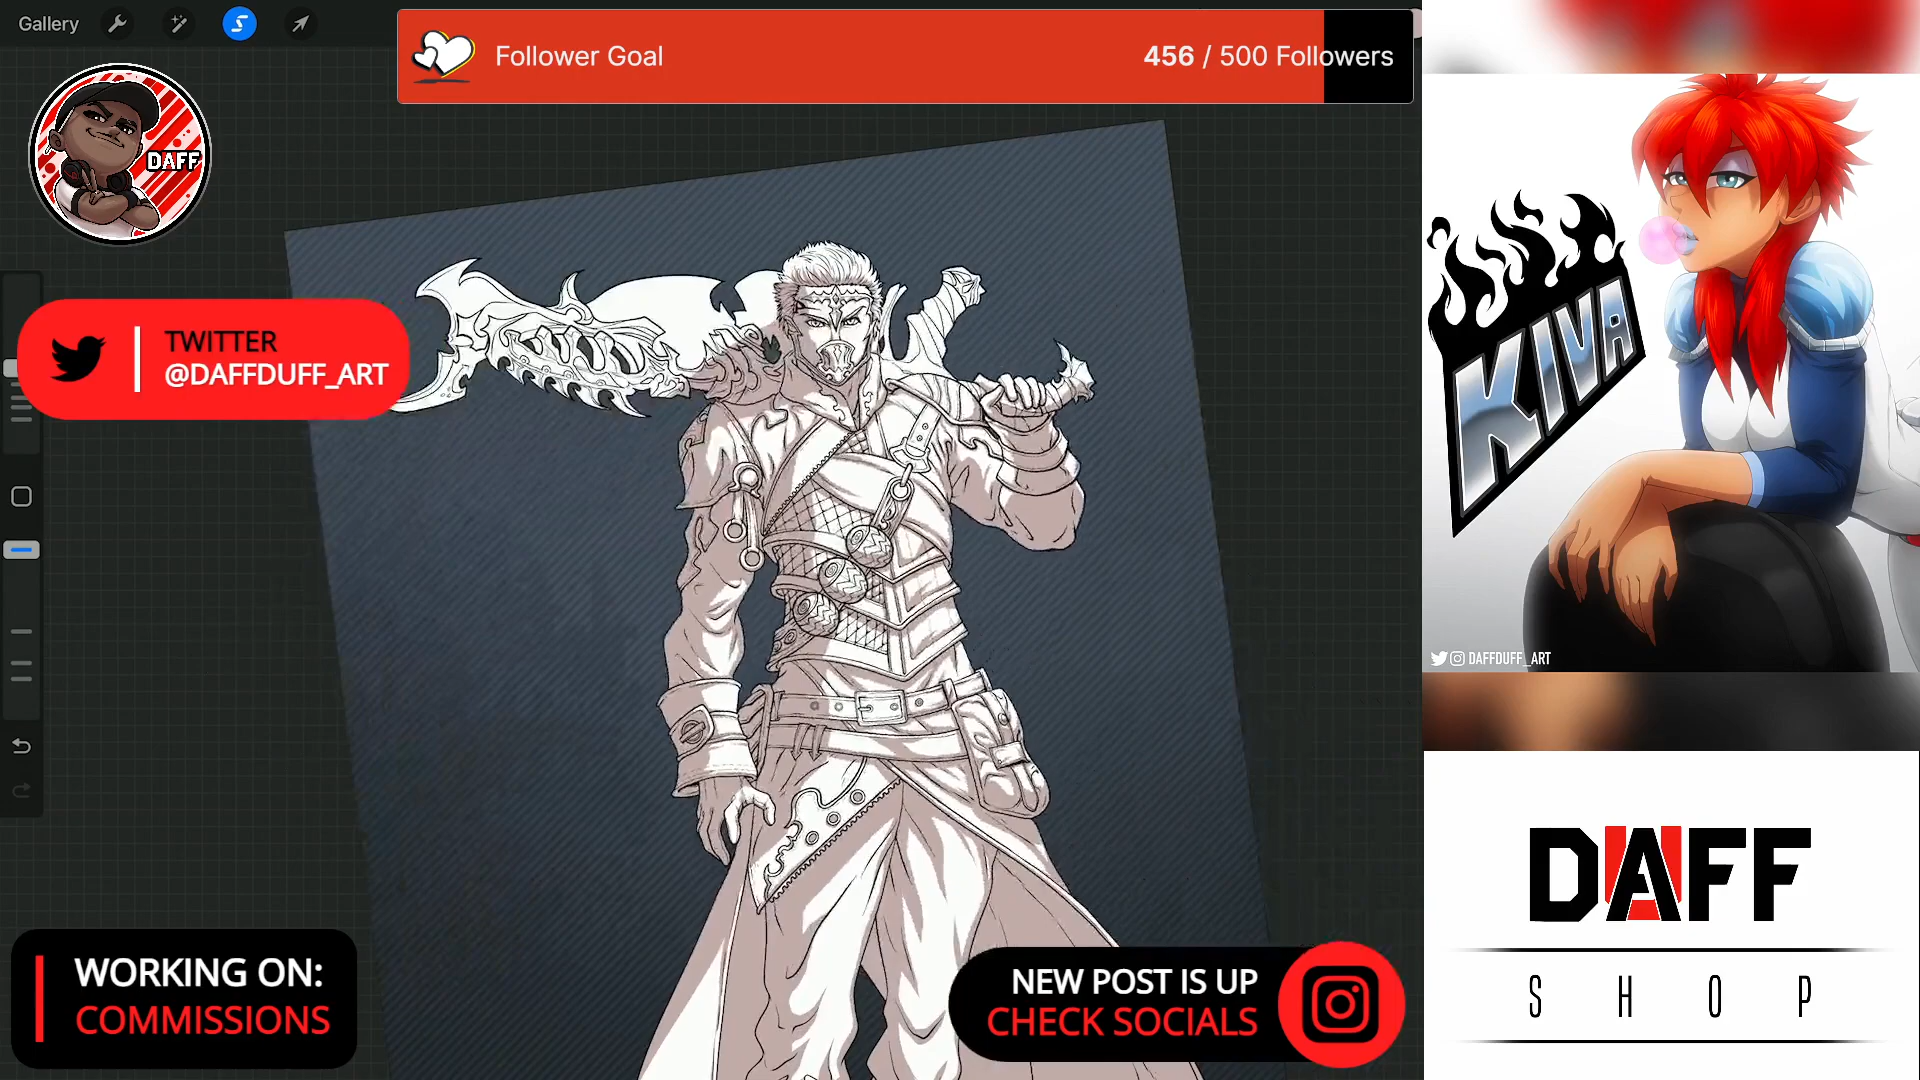 Gallery
Follower Goal
456 / 500 Followers
DAFF
TWITTER
@DAFFDUFF_ART
KIVA
DAFFDUFF_ART
WORKING ON:
COMMISSIONS
NEW POST IS UP
CHECK SOCIALS
DAFF
SHOP